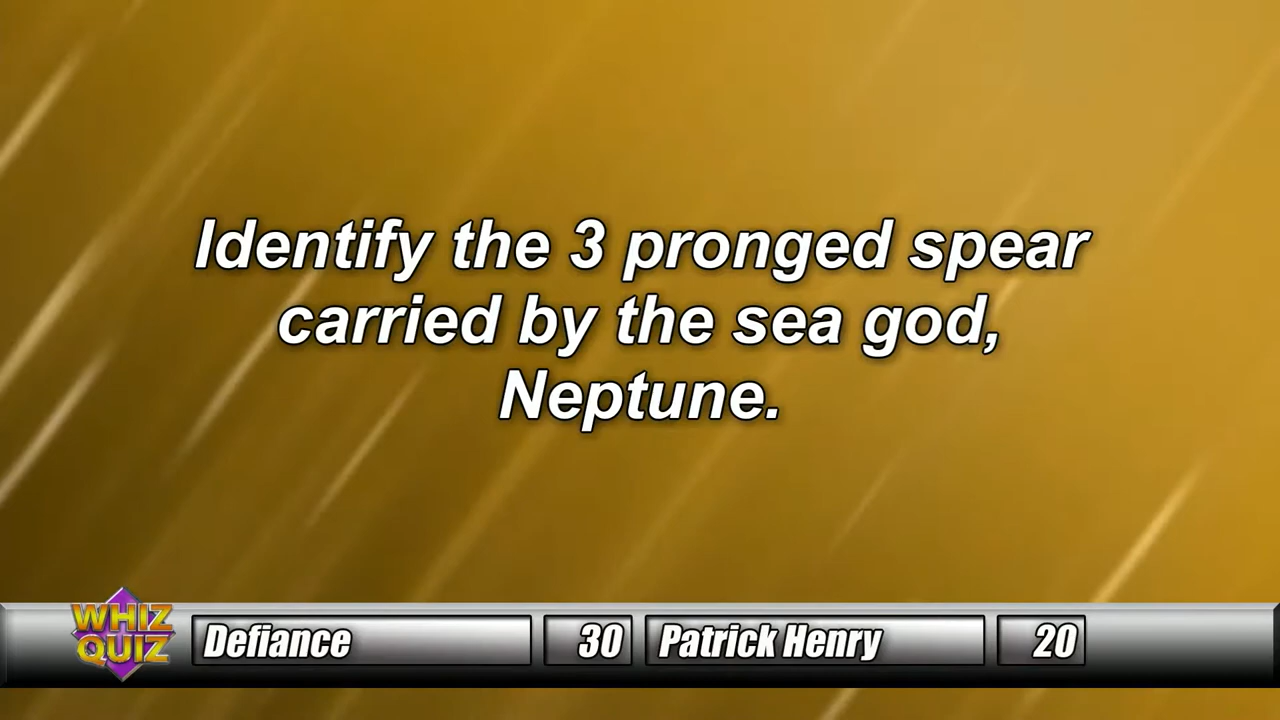 Identify the 3 pronged spear
carried by the sea god,
Neptune.
WHIZ
QUIZ
Defiance 30 Patrick Henry 20